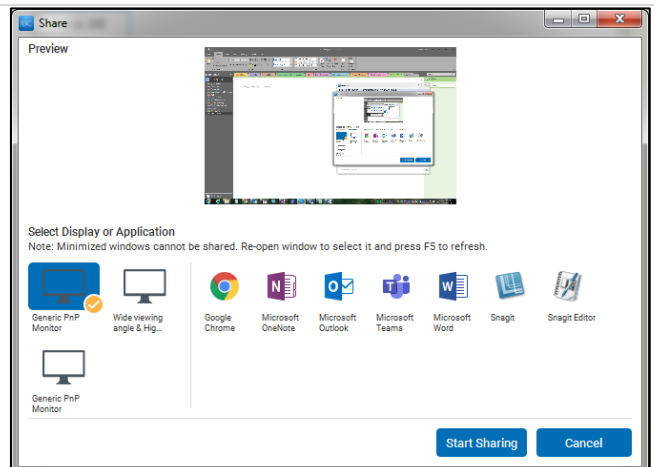 Share
Preview
Select Display or Application
Note: Minimized windows cannot be shared. Re-open window to select it and press F5 to refresh.
Generic PnP
Monitor
Wide viewing
angle & Hig...
Google
Chrome
Microsoft
OneNote
Microsoft
Outlook
Microsoft
Teams
Microsoft
Word
Snagit
Snagit Editor
Generic PnP
Monitor
Start Sharing
Cancel